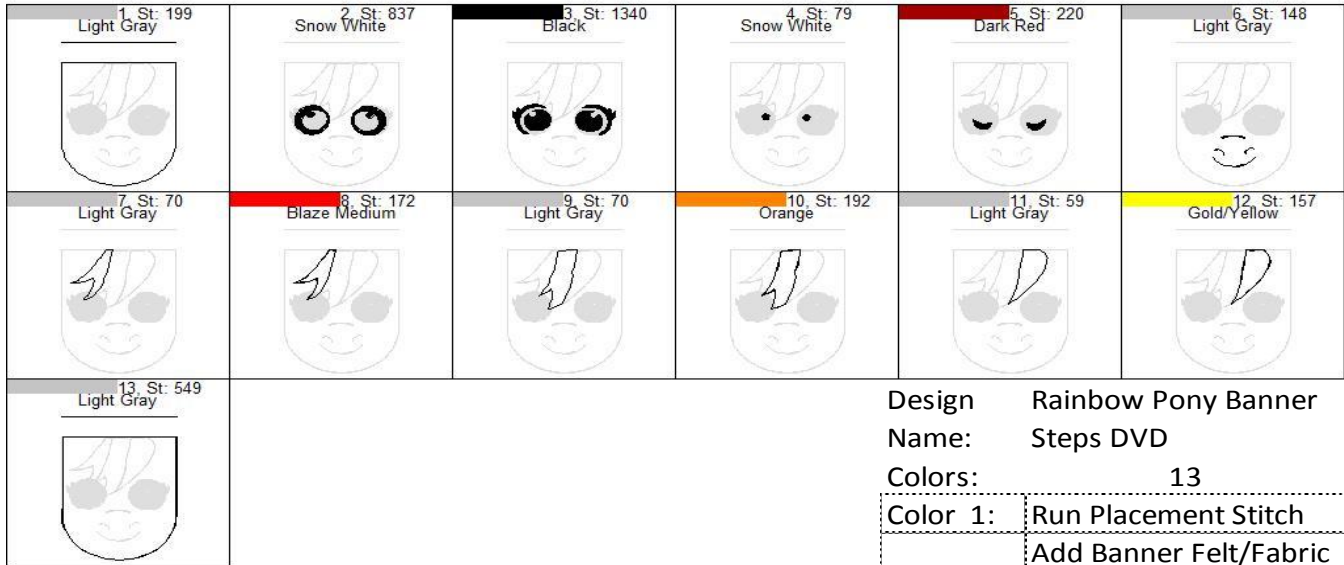 1, St: 199
Light Gray
2, St: 837
Snow White
3, St: 1340
Black
4, St: 79
Snow White
5, St: 220
Dark Red
6, St: 148
Light Gray
7, St: 70
Light Gray
8, St: 172
Blaze Medium
9, St: 70
Light Gray
10, St: 192
Orange
11, St: 59
Light Gray
12, St: 157
Gold/Yellow
13, St: 549
Light Gray
Design Rainbow Pony Banner
Name: Steps DVD
Colors: 13
Color 1: Run Placement Stitch
Add Banner Felt/Fabric